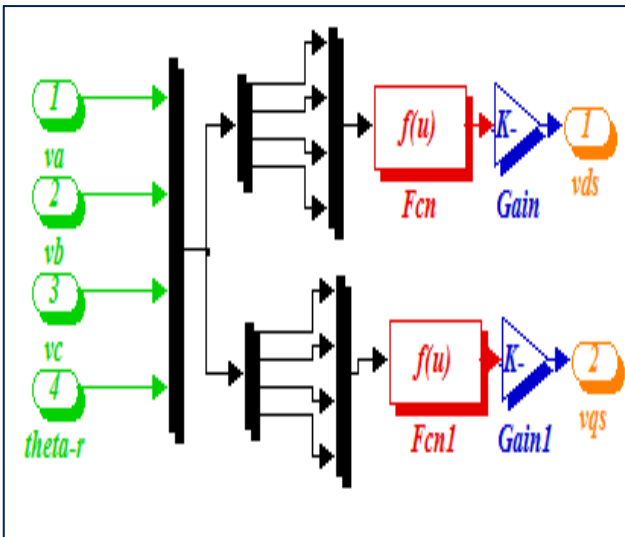 1
va
2
vb
3
vc
4
theta-r
f(u)
Fcn
K-
Gain
1
vds
f(u)
Fcn1
K-
Gain1
2
vqs